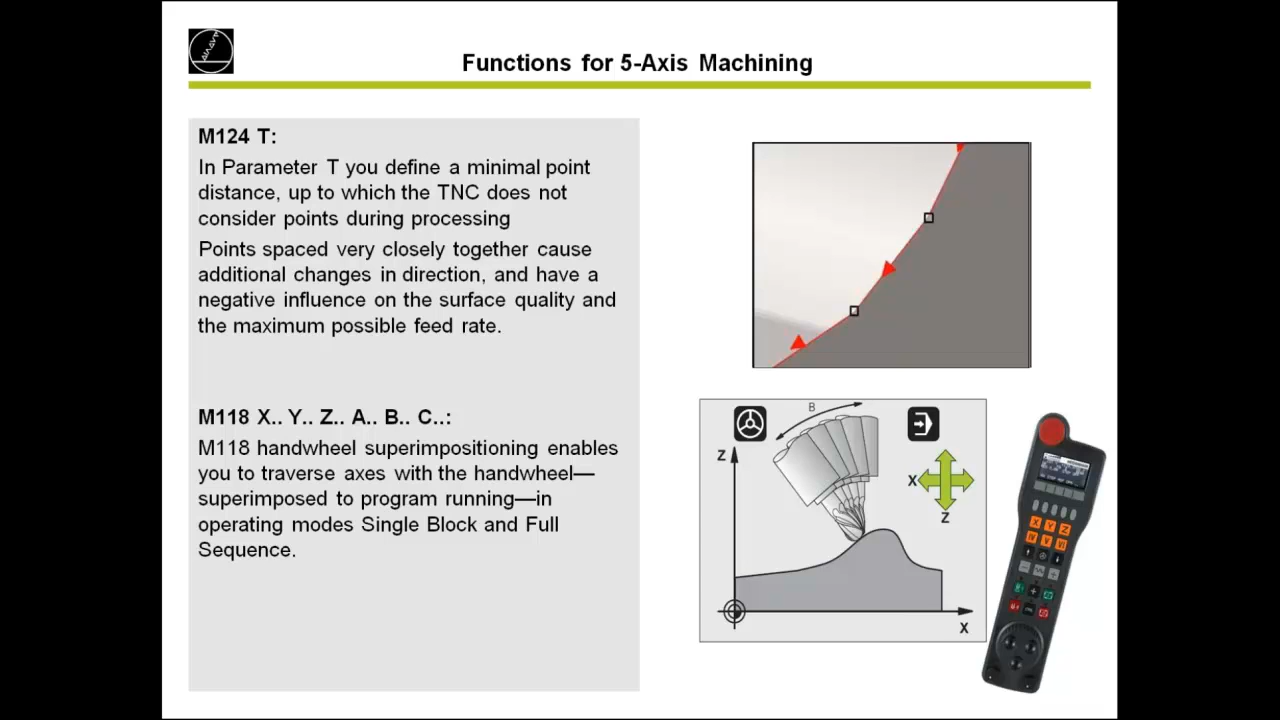 Functions for 5-Axis Machining
M124 T:
In Parameter T you define a minimal point
distance, up to which the TNC does not
consider points during processing
Points spaced very closely together cause
additional changes in direction, and have a
negative influence on the surface quality and
the maximum possible feed rate.
M118 X.. Y.. Z.. A.. B.. C..:
M118 handwheel superimpositioning enables
you to traverse axes with the handwheel—
superimposed to program running—in
operating modes Single Block and Full
Sequence.
B
Z
X
Z
X
X Y Z
IV V VI